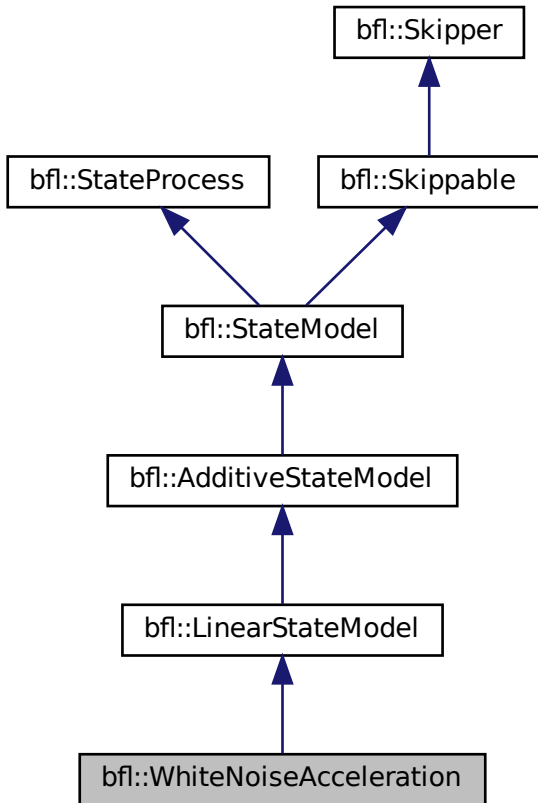 bfl::Skipper
bfl::StateProcess
bfl::Skippable
bfl::StateModel
bfl::AdditiveStateModel
bfl::LinearStateModel
bfl::WhiteNoiseAcceleration